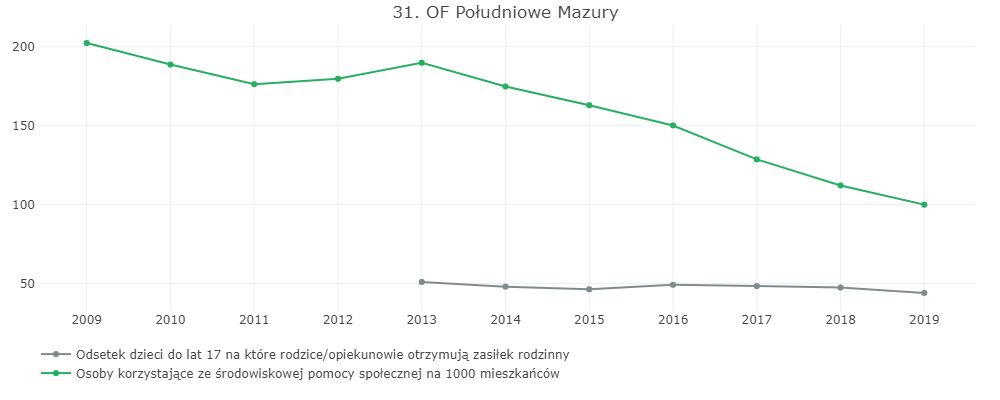 31. OF Południowe Mazury
200
150
100
50
2009 2010 2011 2012 2013 2014 2015 2016 2017 2018 2019
Odsetek dzieci do lat 17 na które rodzice/opiekunowie otrzymują zasiłek rodzinny
Osoby korzystające ze środowiskowej pomocy społecznej na 1000 mieszkańców